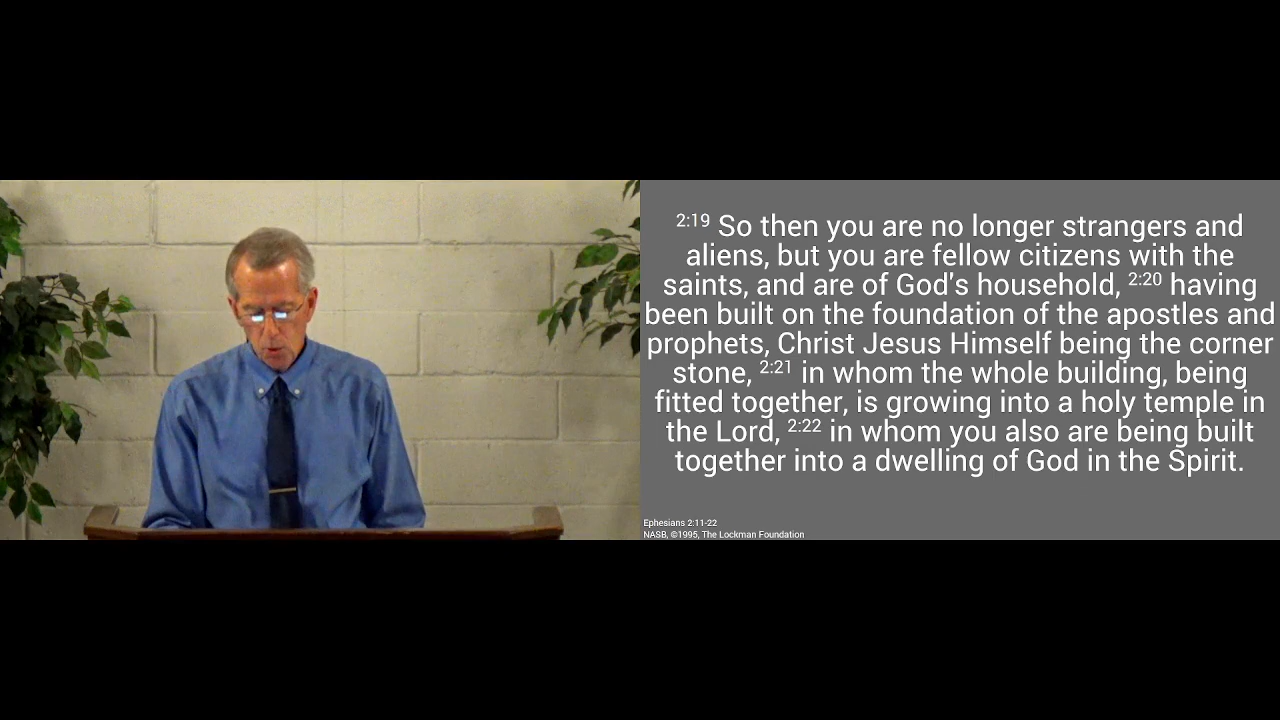 2:19 So then you are no longer strangers and
aliens, but you are fellow citizens with the
saints, and are of God's household, 2:20 having
been built on the foundation of the apostles and
prophets, Christ Jesus Himself being the corner
stone, 2:21 in whom the whole building, being
fitted together, is growing into a holy temple in
the Lord, 2:22 in whom you also are being built
together into a dwelling of God in the Spirit.
Ephesians 2:11-22
NASB, ©1995, The Lockman Foundation